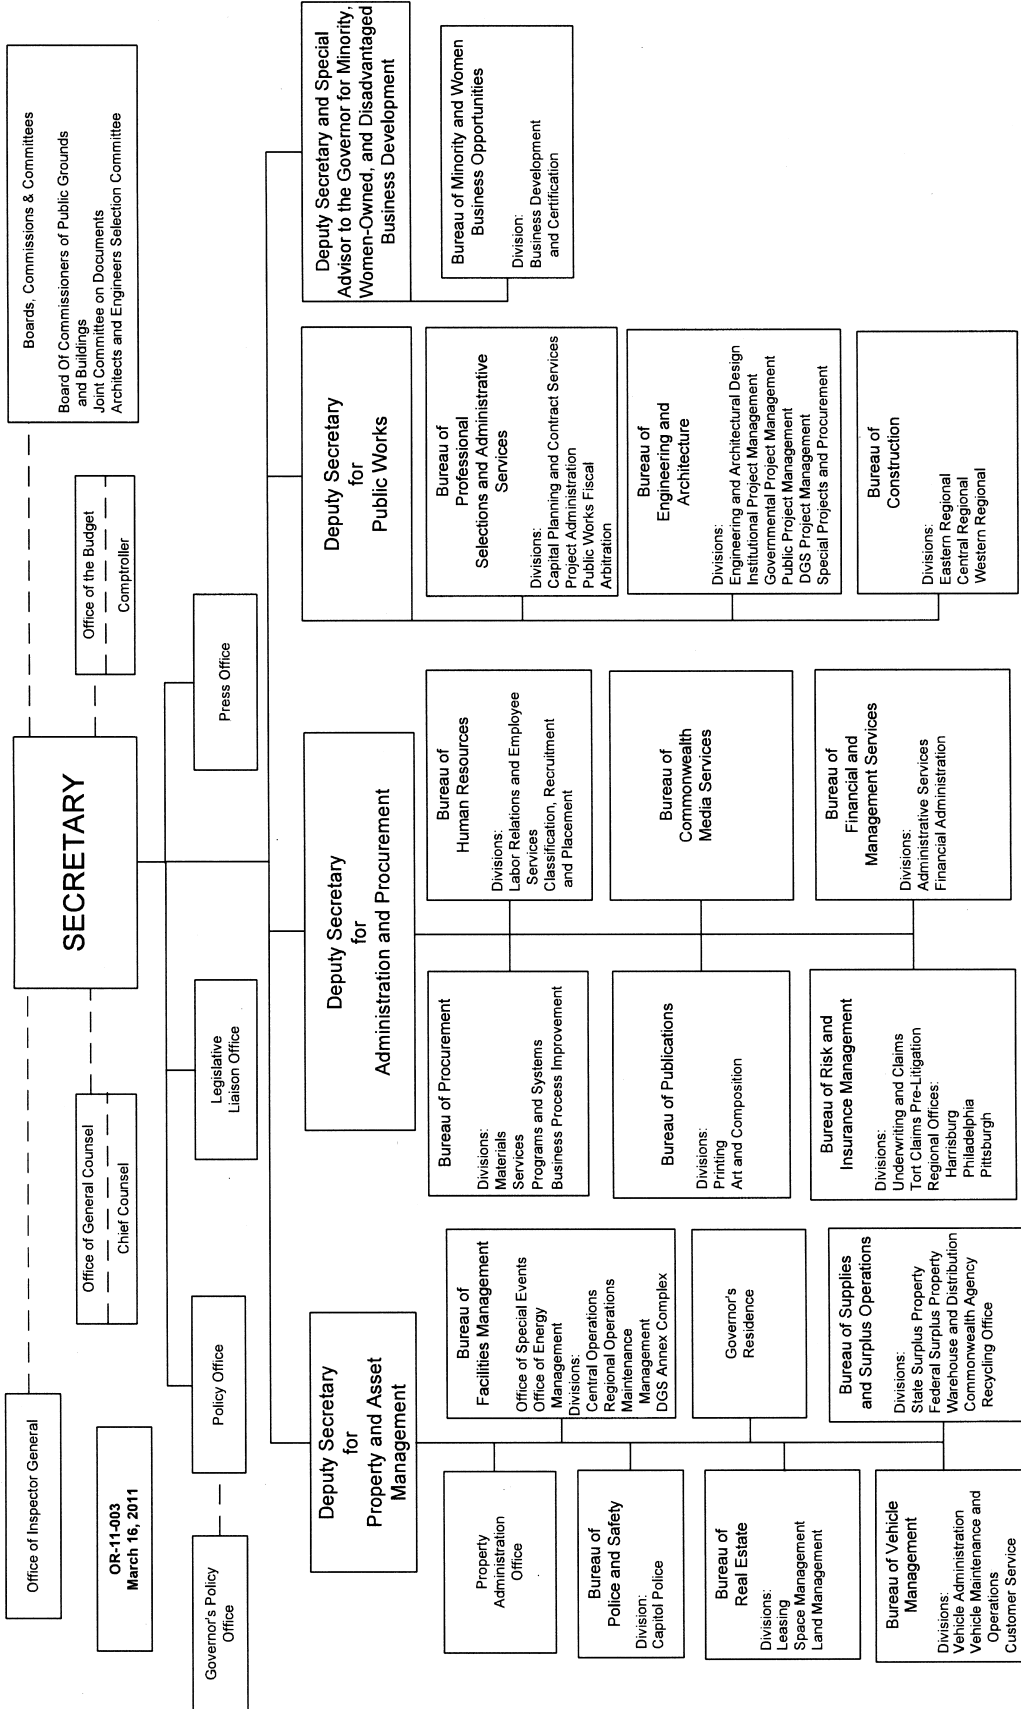 Office of Inspector General
SECRETARY
Boards, Commissions & Committees
Board Of Commissioners of Public Grounds
and Buildings
Joint Committee on Documents
Architects and Engineers Selection Committee
OR-11-003
March 16, 2011
Office of General Counsel
Chief Counsel
Office of the Budget
Comptroller
Governor's Policy
Office
Policy Office
Legislative
Liaison Office
Press Office
Deputy Secretary
for
Property and Asset
Management
Property
Administration
Office
Bureau of
Facilities Management
Office of Special Events
Office of Energy
Management
Divisions:
Central Operations
Regional Operations
Maintenance
Management
DGS Annex Complex
Bureau of
Police and Safety
Division:
Capitol Police
Governor's
Residence
Bureau of
Real Estate
Divisions:
Leasing
Space Management
Land Management
Bureau of Supplies
and Surplus Operations
Divisions:
State Surplus Property
Federal Surplus Property
Warehouse and Distribution
Commonwealth Agency
Recycling Office
Bureau of Vehicle
Management
Divisions:
Vehicle Administration
Vehicle Maintenance and
Operations
Customer Service
Deputy Secretary
for
Administration and Procurement
Bureau of Procurement
Divisions:
Materials
Services
Programs and Systems
Business Process Improvement
Bureau of
Human Resources
Divisions:
Labor Relations and Employee
Services
Classification, Recruitment
and Placement
Bureau of Publications
Divisions:
Printing
Art and Composition
Bureau of
Commonwealth
Media Services
Bureau of Risk and
Insurance Management
Divisions:
Underwriting and Claims
Tort Claims Pre-Litigation
Regional Offices:
Harrisburg
Philadelphia
Pittsburgh
Bureau of
Financial and
Management Services
Divisions:
Administrative Services
Financial Administration
Deputy Secretary
for
Public Works
Bureau of
Professional
Selections and Administrative
Services
Divisions:
Capital Planning and Contract Services
Project Administration
Public Works Fiscal
Arbitration
Bureau of
Engineering and
Architecture
Divisions:
Engineering and Architectural Design
Institutional Project Management
Governmental Project Management
Public Project Management
DGS Project Management
Special Projects and Procurement
Bureau of
Construction
Divisions:
Eastern Regional
Central Regional
Western Regional
Deputy Secretary and Special
Advisor to the Governor for Minority,
Women-Owned, and Disadvantaged
Business Development
Bureau of Minority and Women
Business Opportunities
Division:
Business Development
and Certification